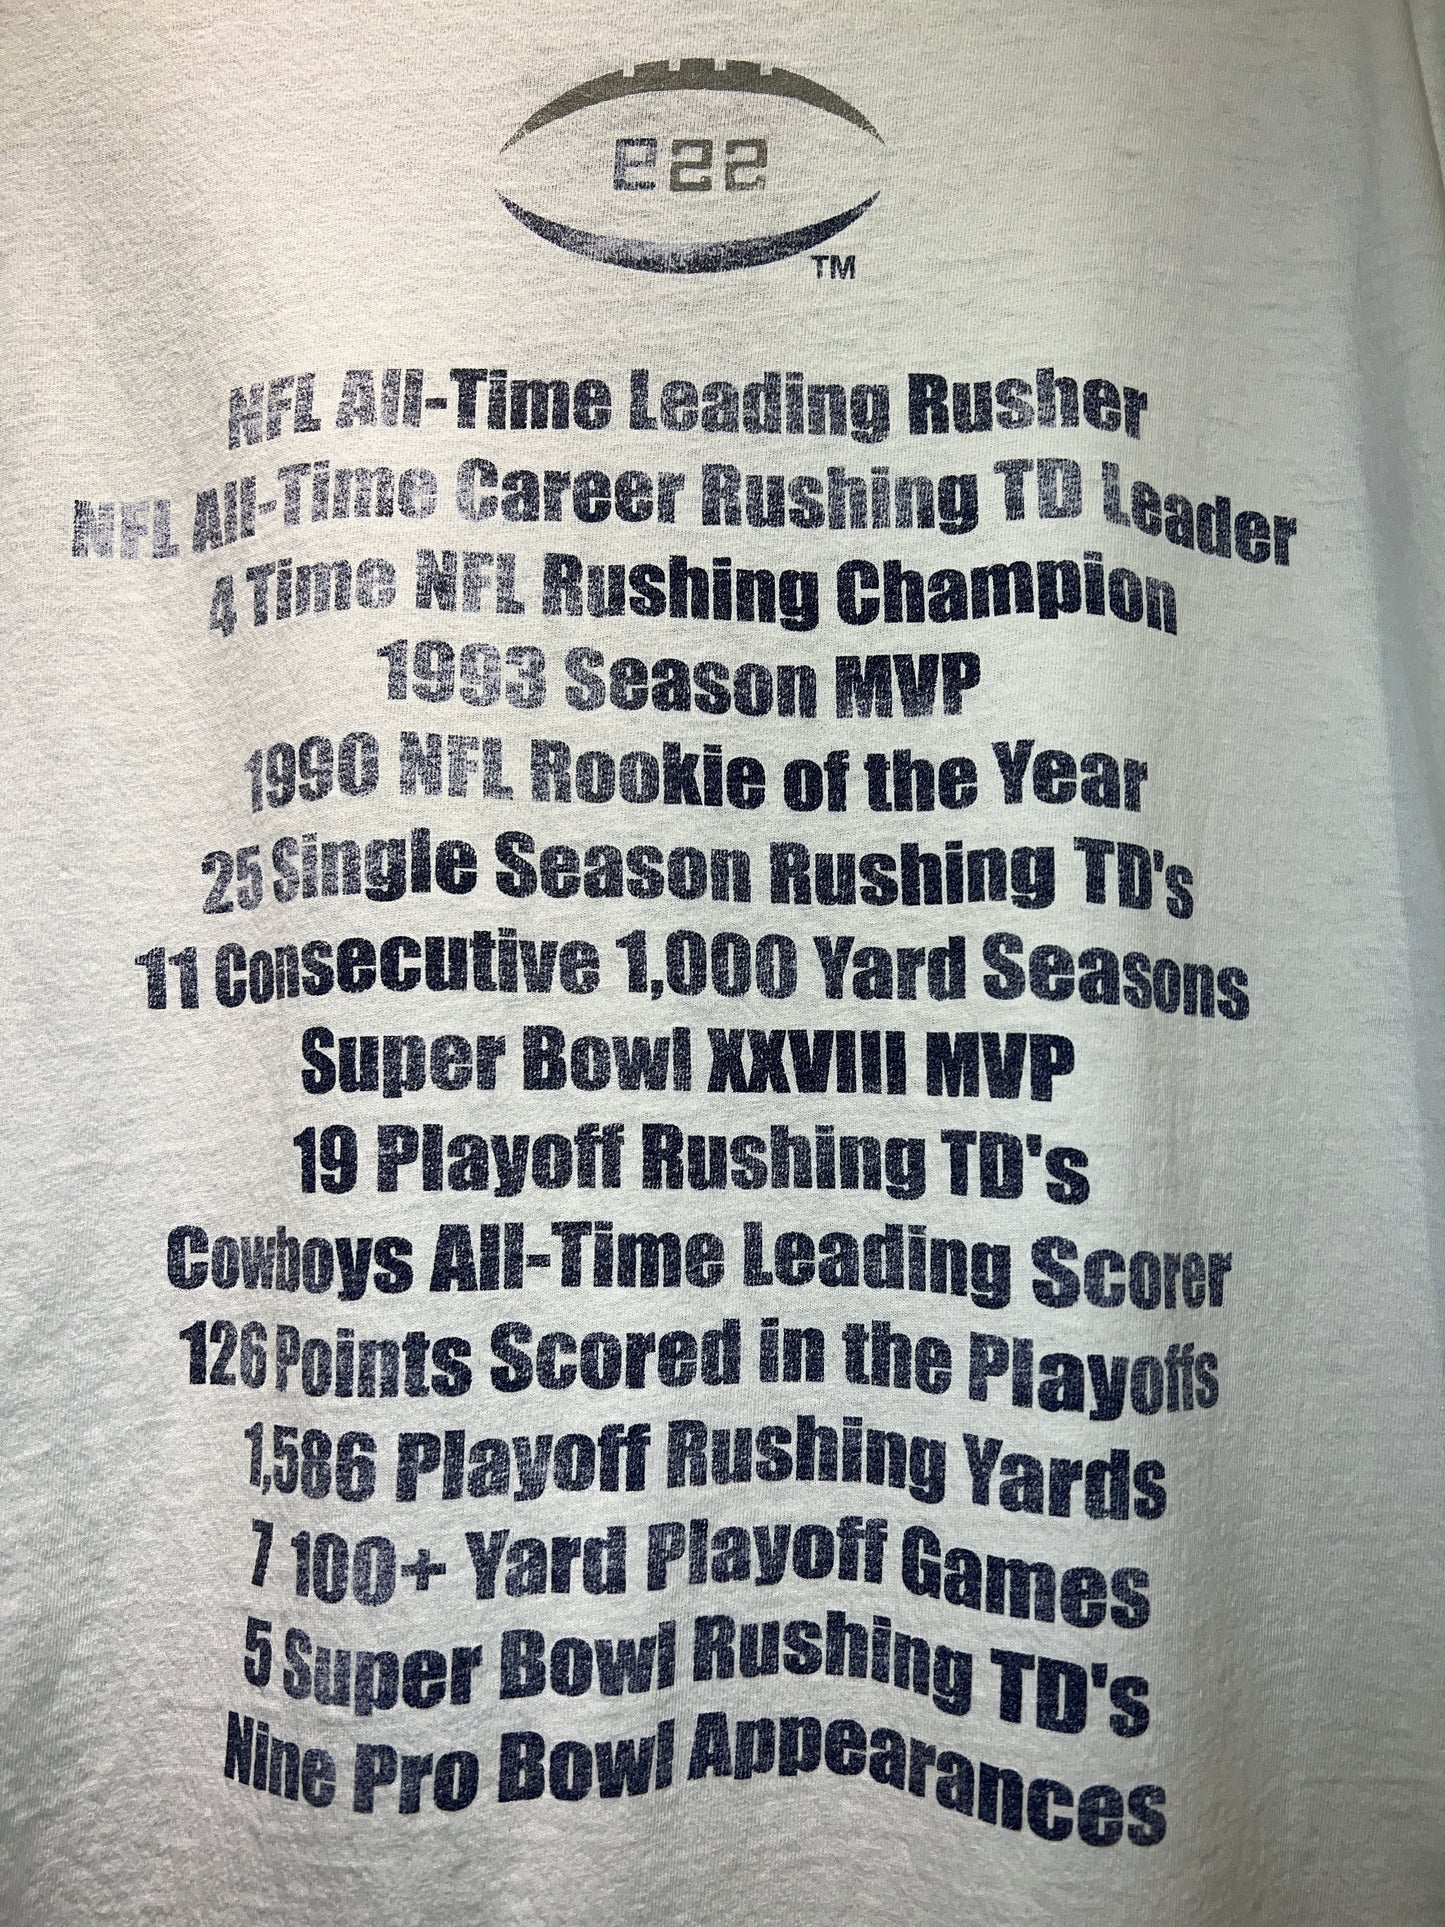 e22
TM
NFL All-Time Leading Rusher
NFL All-Time Career Rushing TD Leader
4 Time NFL Rushing Champion
1993 Season MVP
1990 NFL Rookie of the Year
25 Single Season Rushing TD's
11 Consecutive 1,000 Yard Seasons
Super Bowl XXVIII MVP
19 Playoff Rushing TD's
Cowboys All-Time Leading Scorer
126 Points Scored in the Playoffs
1,586 Playoff Rushing Yards
7 100+ Yard Playoff Games
5 Super Bowl Rushing TD's
Nine Pro Bowl Appearances